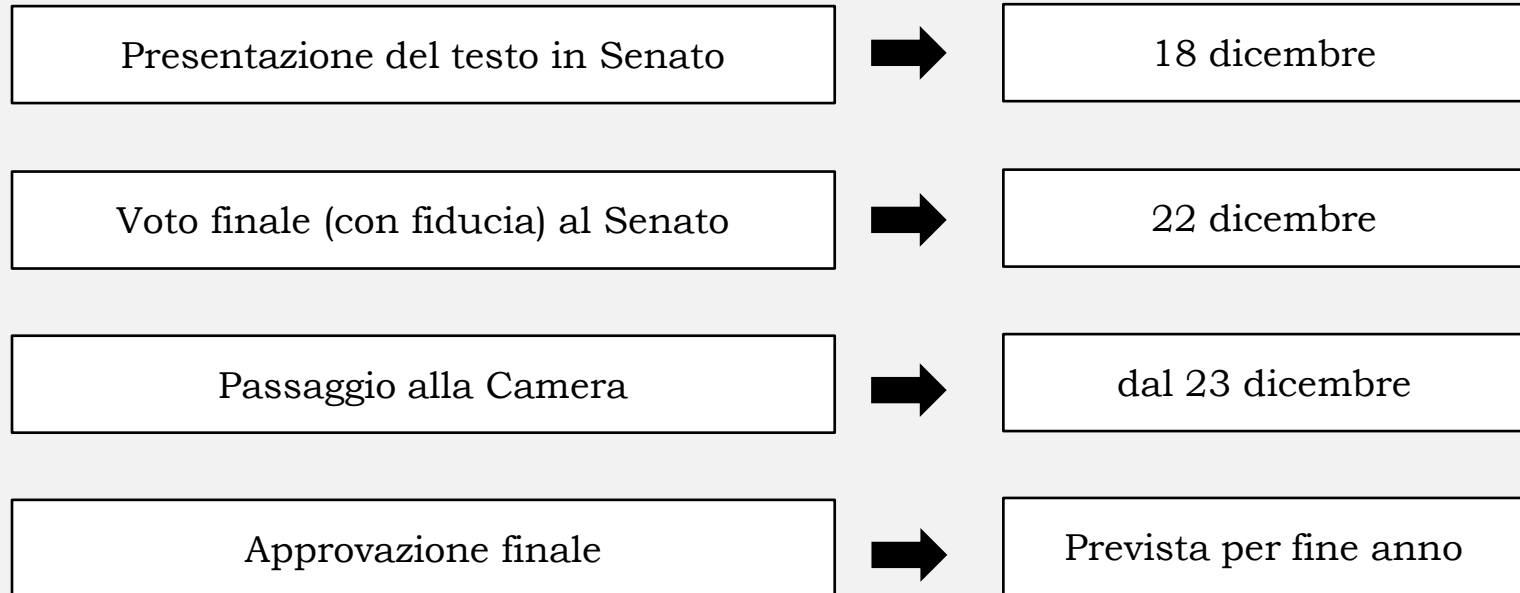 Presentazione del testo in Senato
18 dicembre
Voto finale (con fiducia) al Senato
22 dicembre
Passaggio alla Camera
dal 23 dicembre
Approvazione finale
Prevista per fine anno